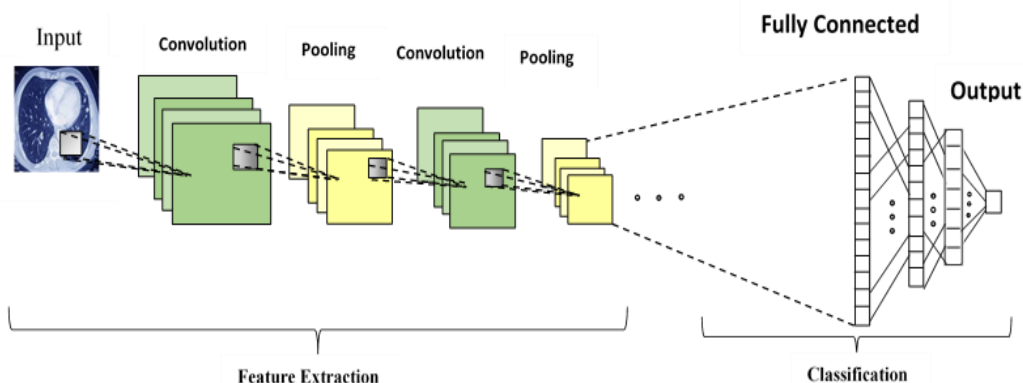 Input
Convolution
Pooling
Convolution
Pooling
Fully Connected
Output
Feature Extraction
Classification